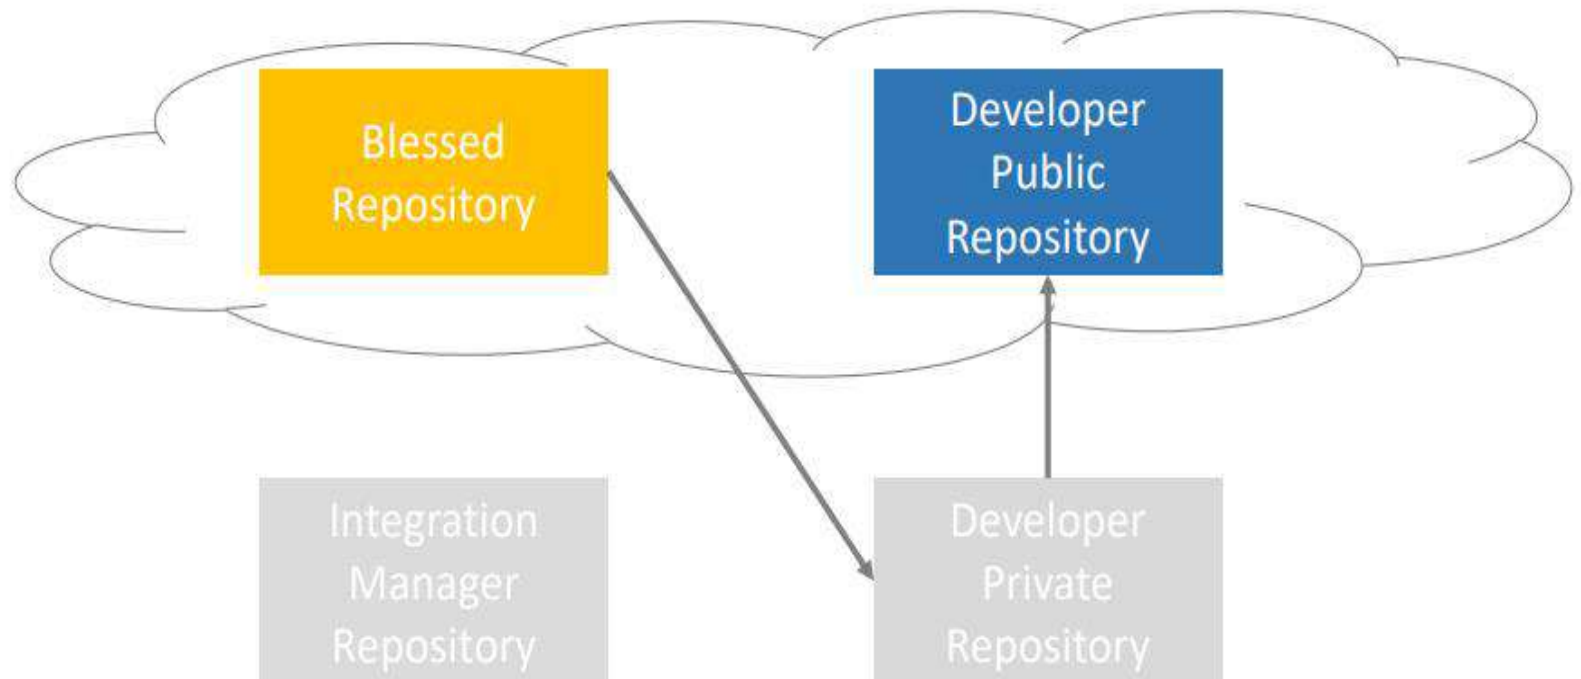 Blessed
Repository
Developer
Public
Repository
Integration
Manager
Repository
Developer
Private
Repository